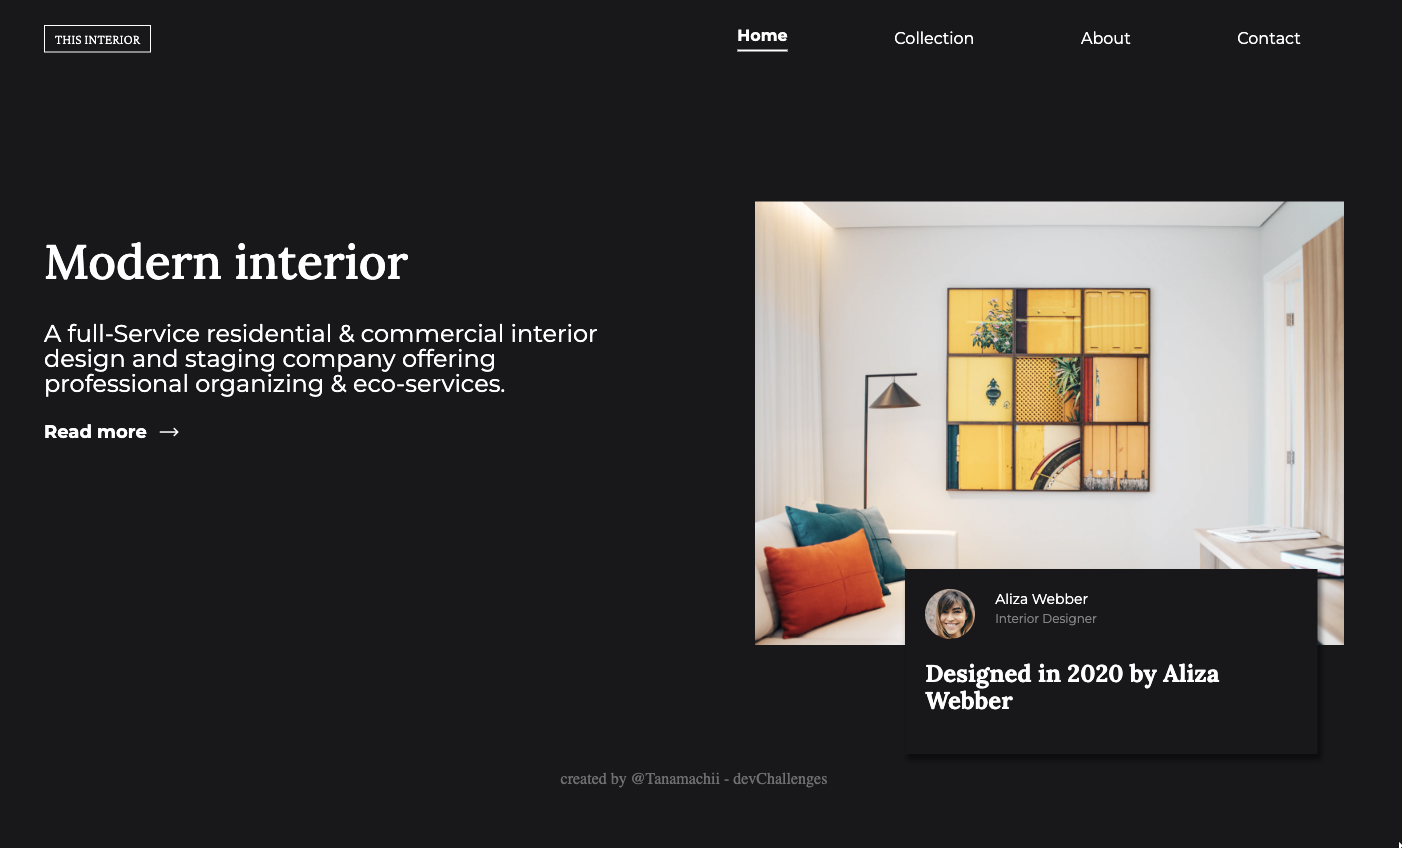 THIS INTERIOR
Home
Collection
About
Contact
Modern interior
A full-Service residential & commercial interior
design and staging company offering
professional organizing & eco-services.
Read more
Aliza Webber
Interior Designer
Designed in 2020 by Aliza
Webber
created by @Tanamachii - devChallenges